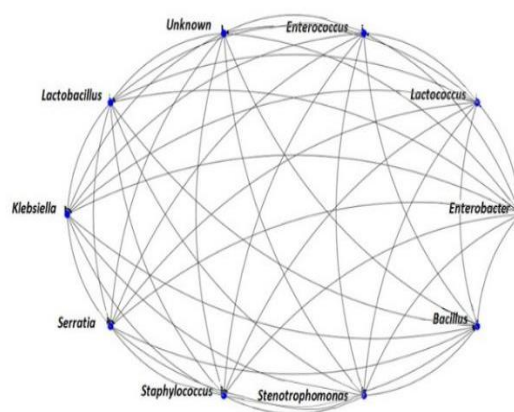 Unknown
Enterococcus
Lactobacillus
Lactococcus
Klebsiella
Enterobacter
Serratia
Bacillus
Staphylococcus
Stenotrophomonas